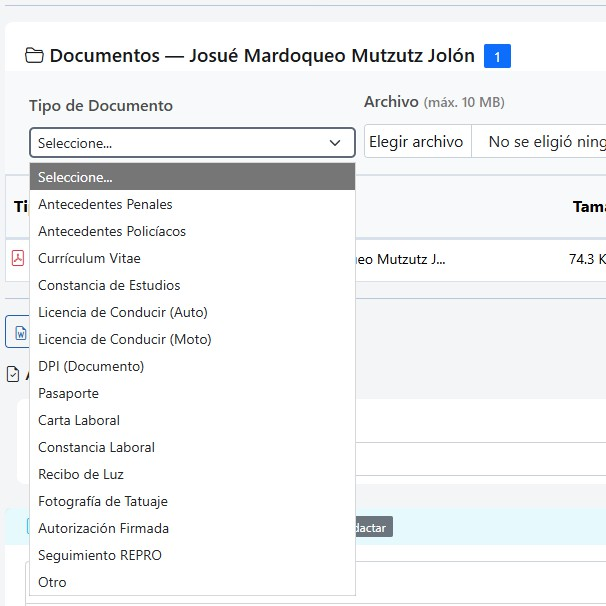 Documentos — Josué Mardoqueo Mutzutz Jolón 1
Tipo de Documento
Archivo (máx. 10 MB)
Seleccione...
Elegir archivo
No se eligió ning
Seleccione...
Antecedentes Penales
Antecedentes Policíacos
Currículum Vitae
Constancia de Estudios
Licencia de Conducir (Auto)
Licencia de Conducir (Moto)
DPI (Documento)
Pasaporte
Carta Laboral
Constancia Laboral
Recibo de Luz
Fotografía de Tatuaje
Autorización Firmada
Seguimiento REPRO
Otro
Ti
Tama
eo Mutzutz J...
74.3 K
dactar